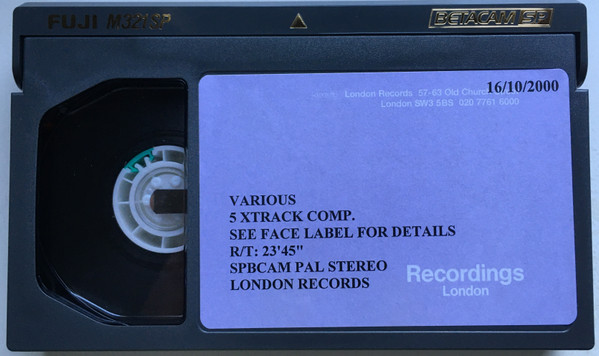 FUJI M321SP
BETACAM SP
16/10/2000
London Records 57-63 Old Church
London SW3 5BS 020 7761 6000
VARIOUS
5 XTRACK COMP.
SEE FACE LABEL FOR DETAILS
R/T: 23'45"
SPBCAM PAL STEREO
LONDON RECORDS
Recordings
London